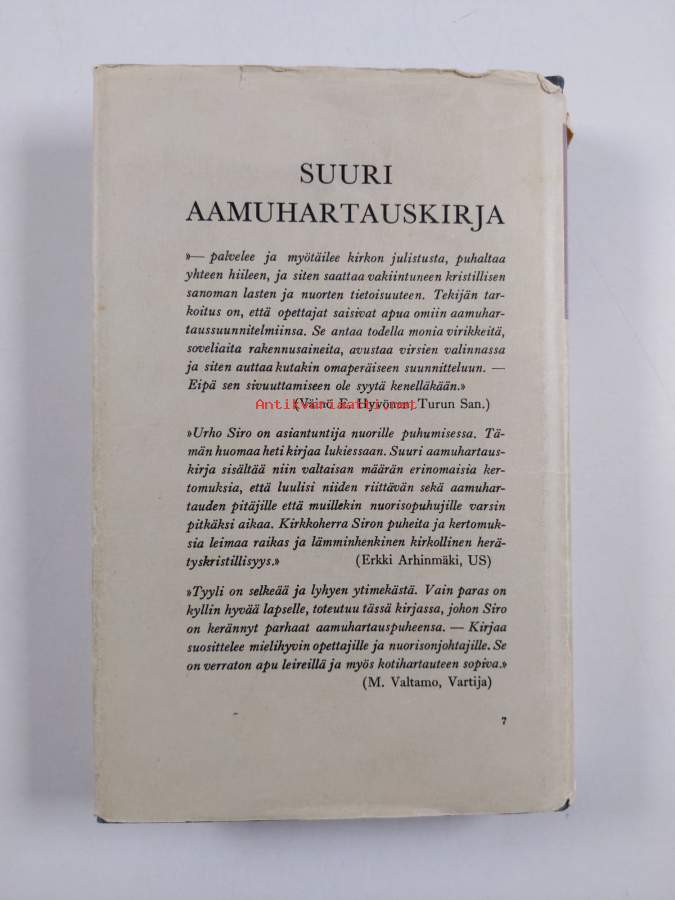 SUURI
AAMUHARTAUSKIRJA
»— palvelee ja myötäilee kirkon julistusta, puhaltaa
yhteen hiileen, ja siten saattaa vakiintuneen kristillisen
sanoman lasten ja nuorten tietoisuuteen. Tekijän tar-
koitus on, että opettajat saisivat apua omiin aamuhar-
taussuunnitelmiinsa. Se antaa todella monia virikkeitä,
soveliaita rakennusaineita, avustaa virsien valinnassa
ja siten auttaa kutakin omaperäiseen suunnitteluun. —
Eipä sen sivuuttamiseen ole syytä kenelläkään.»
(Väinö E. Hyvönen, Turun San.)
Antikvariaatti.net
»Urho Siro on asiantuntija nuorille puhumisessa. Tä-
män huomaa heti kirjaa lukiessaan. Suuri aamuhartaus-
kirja sisältää niin valtaisan määrän erinomaisia ker-
tomuksia, että luulisi niiden riittävän sekä aamuhar-
tauden pitäjille että muillekin nuorisopuhujille varsin
pitkäksi aikaa. Kirkkoherra Siron puheita ja kertomuk-
sia leimaa raikas ja lämminhenkinen kirkollinen herä-
tyskristillisyys.» (Erkki Arhinmäki, US)
»Tyyli on selkeää ja lyhyen ytimekästä. Vain paras on
kyllin hyvää lapselle, toteutuu tässä kirjassa, johon Siro
on kerännyt parhaat aamuhartauspuheensa. — Kirjaa
suosittelee mielihyvin opettajille ja nuorisonjohtajille. Se
on verraton apu leireillä ja myös kotihartauteen sopiva.»
(M. Valtamo, Vartija)
7